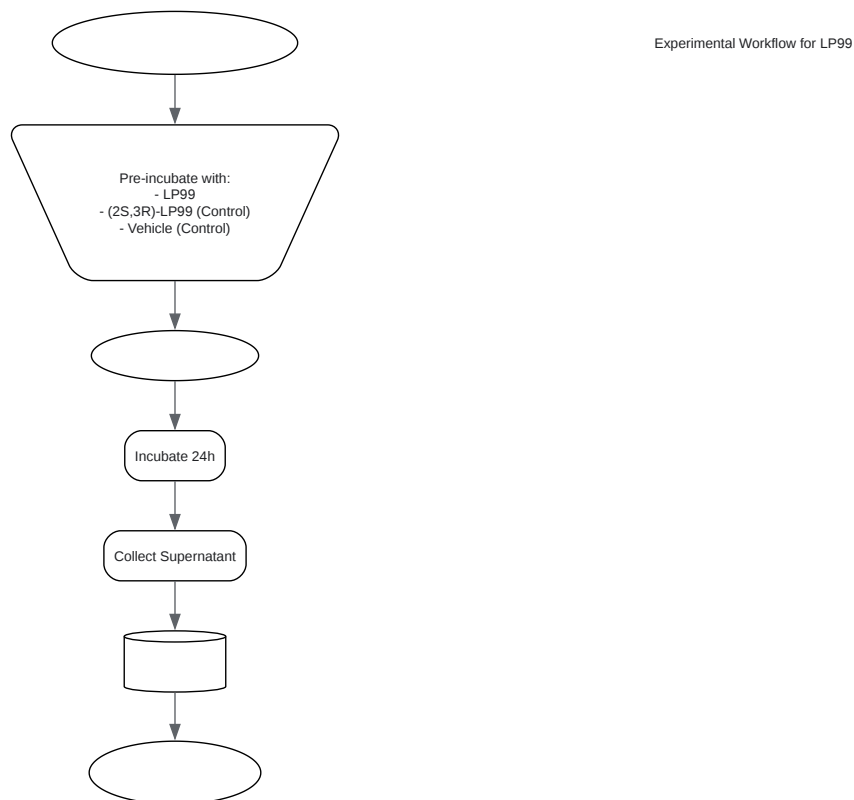 Experimental Workflow for LP99
Pre-incubate with:
- LP99
- (2S,3R)-LP99 (Control)
- Vehicle (Control)
Incubate 24h
Collect Supernatant